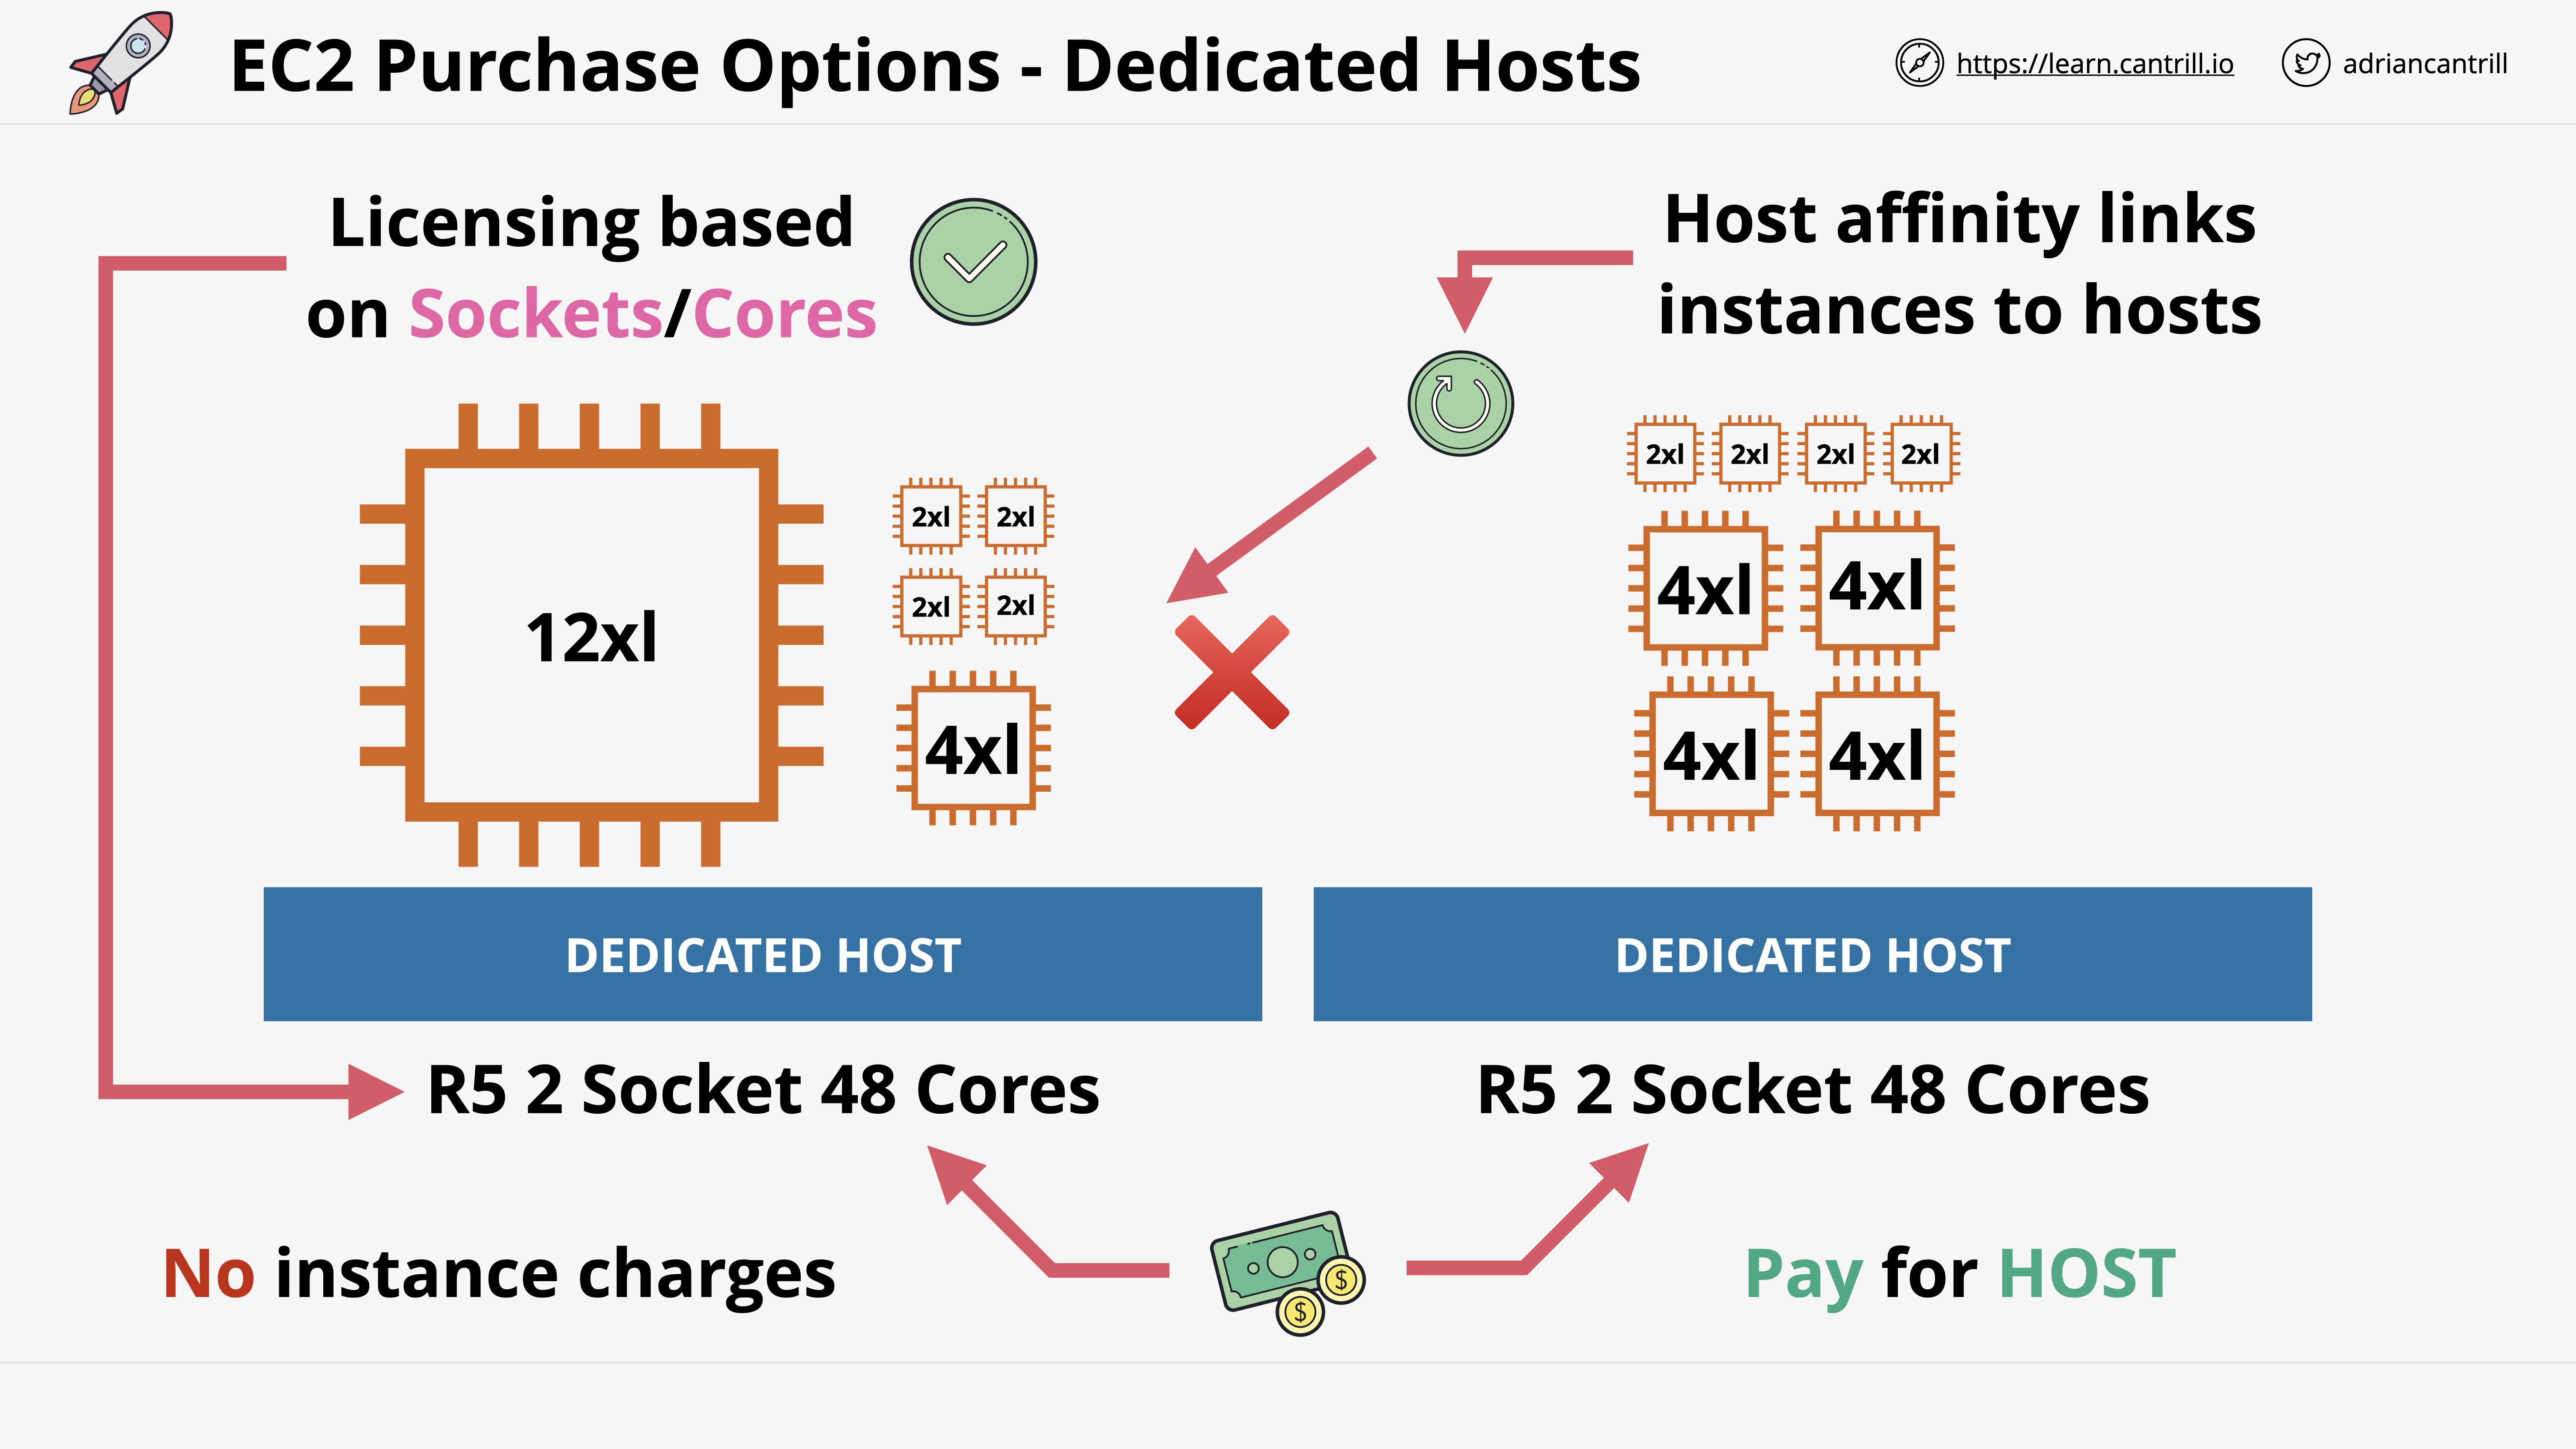 EC2 Purchase Options - Dedicated Hosts
https://learn.cantrill.io
adriancantrill
Licensing based
on Sockets/Cores
Host affinity links
instances to hosts
12xl
2xl 2xl
2xl 2xl
4xl
2xl 2xl 2xl 2xl
4xl 4xl
4xl 4xl
DEDICATED HOST
DEDICATED HOST
R5 2 Socket 48 Cores
R5 2 Socket 48 Cores
No instance charges
$
$
Pay for HOST